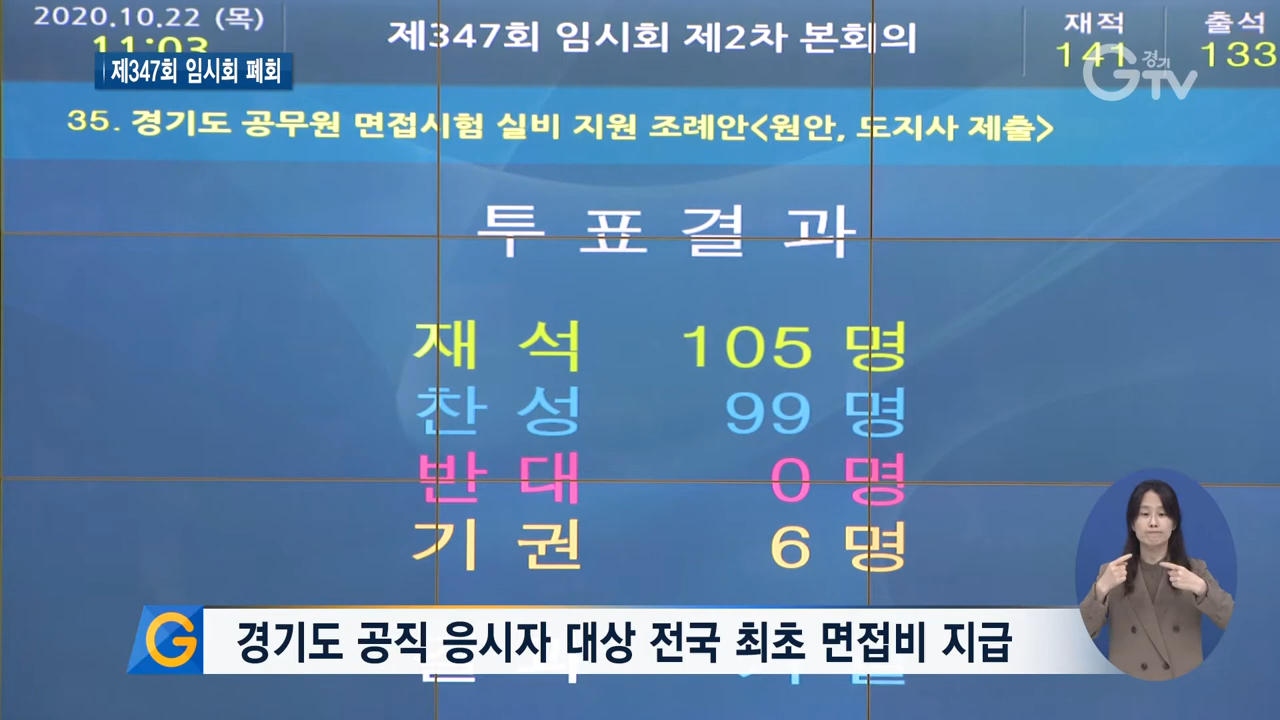 2020.10.22 (목)
11:03
제347회 임시회 제2차 본회의
재적
141
출석
133
제347회 임시회 폐회
경기
GTV
35. 경기도 공무원 면접시험 실비 지원 조례안<원안, 도지사 제출>
투표결과
재석 105 명
찬성 99 명
반대 0 명
기권 6 명
G 경기도 공직 응시자 대상 전국 최초 면접비 지급